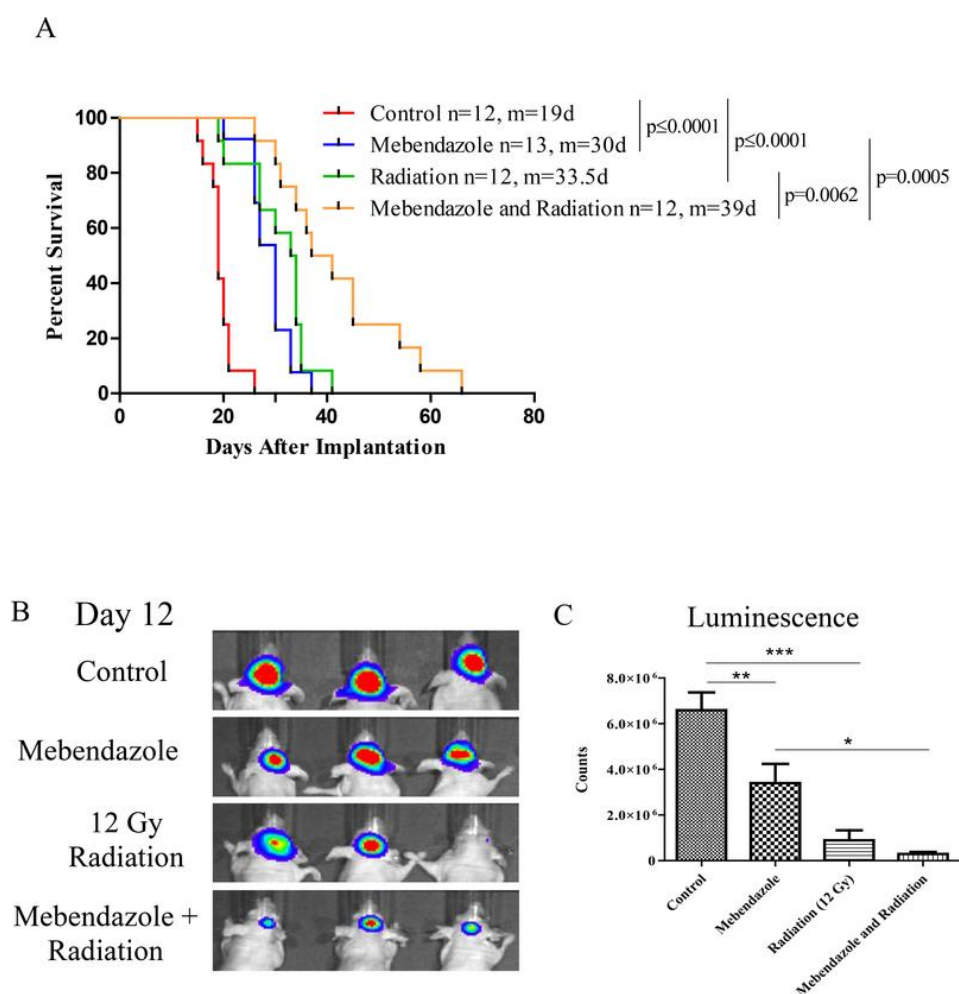 A
Control n=12, m=19d
Mebendazole n=13, m=30d
Radiation n=12, m=33.5d
Mebendazole and Radiation n=12, m=39d
p≤0.0001
p≤0.0001
p=0.0062
p=0.0005
Percent Survival
100
80
60
40
20
0
0 20 40 60 80
Days After Implantation
B Day 12
Control
Mebendazole
12 Gy
Radiation
Mebendazole +
Radiation
C Luminescence
***
**
*
Counts
8.0×10⁶
6.0×10⁶
4.0×10⁶
2.0×10⁶
0
Control
Mebendazole
Radiation (12 Gy)
Mebendazole and Radiation